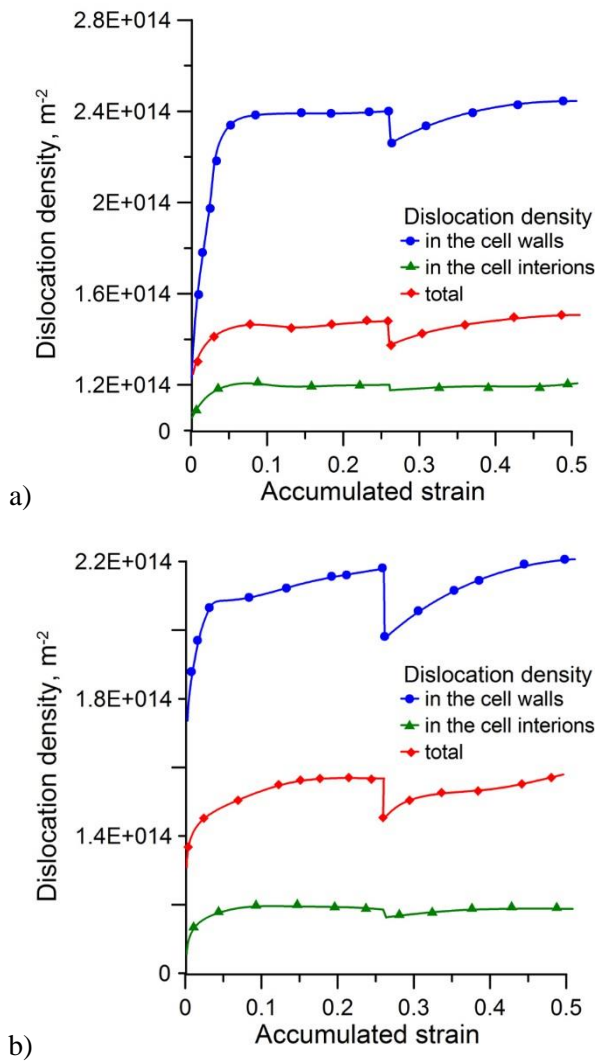 2.8E+014
2.4E+014
2E+014
1.6E+014
1.2E+014
0
Dislocation density, m-2
Dislocation density
in the cell walls
in the cell interions
total
0 0.1 0.2 0.3 0.4 0.5
Accumulated strain
a)
2.2E+014
1.8E+014
1.4E+014
0
Dislocation density, m-2
Dislocation density
in the cell walls
in the cell interions
total
0 0.1 0.2 0.3 0.4 0.5
Accumulated strain
b)